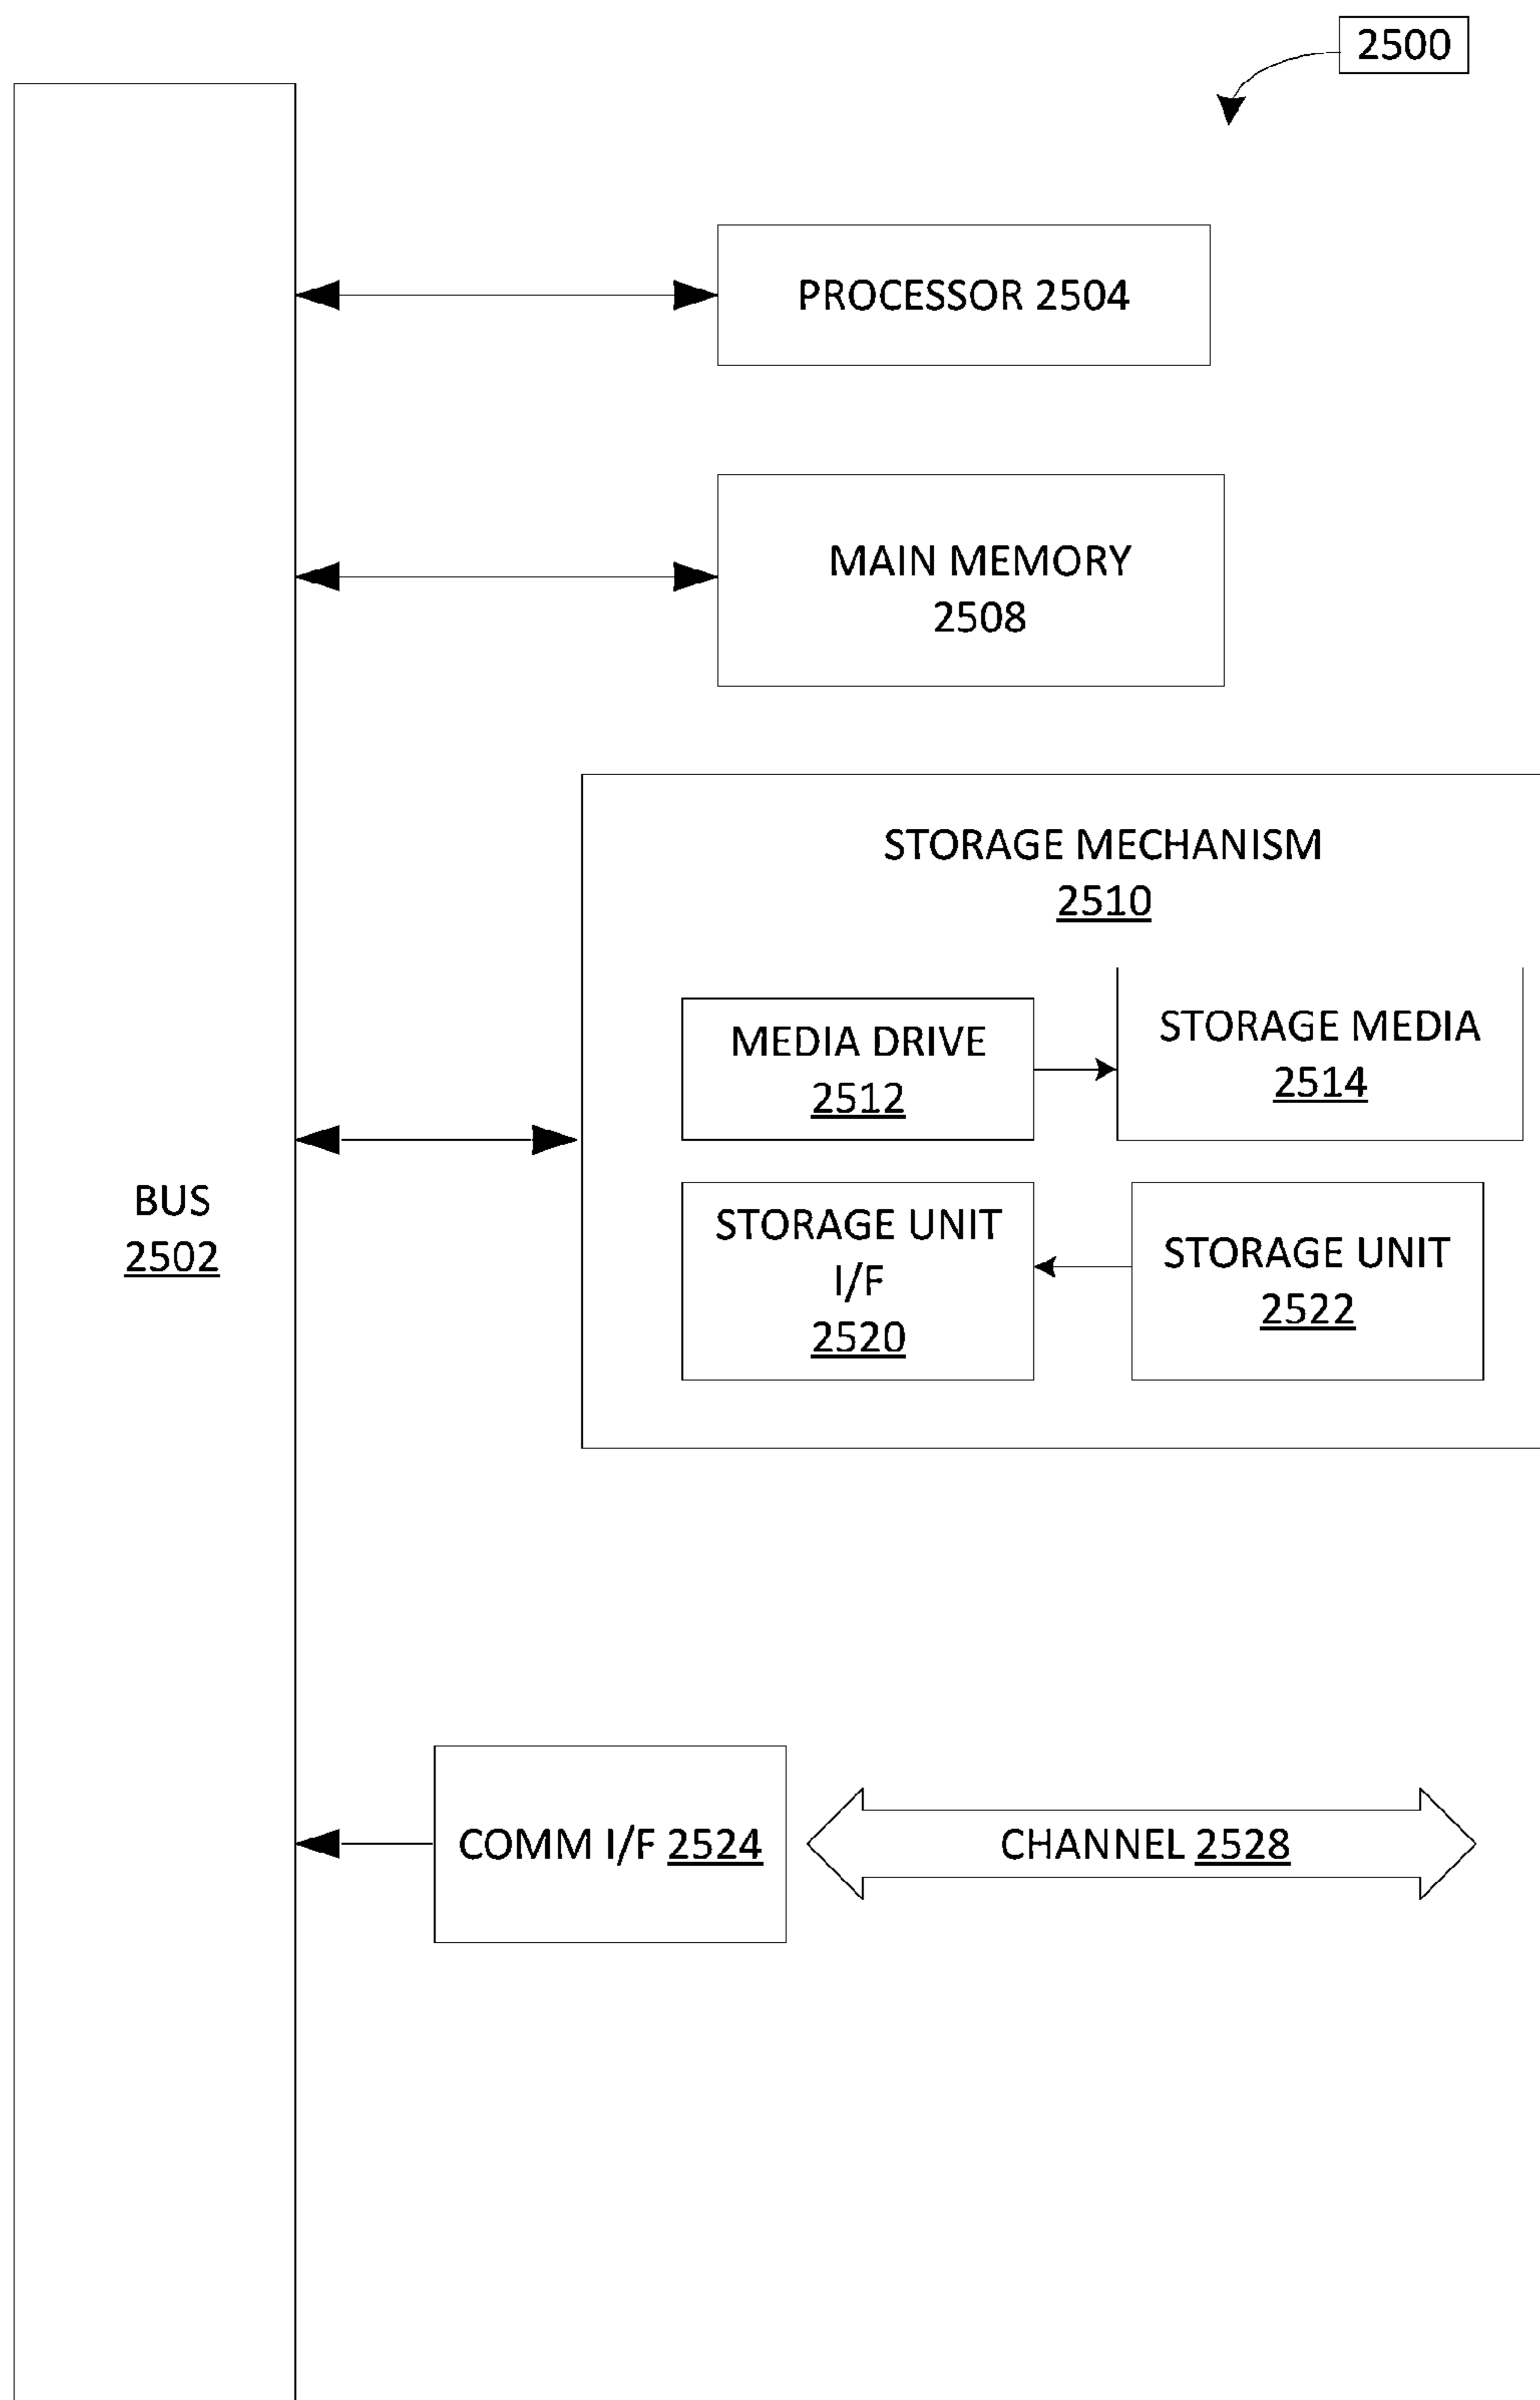 2500
PROCESSOR 2504
MAIN MEMORY
2508
STORAGE MECHANISM
2510
MEDIA DRIVE
2512
STORAGE MEDIA
2514
BUS
2502
STORAGE UNIT
I/F
2520
STORAGE UNIT
2522
COMM I/F 2524
CHANNEL 2528